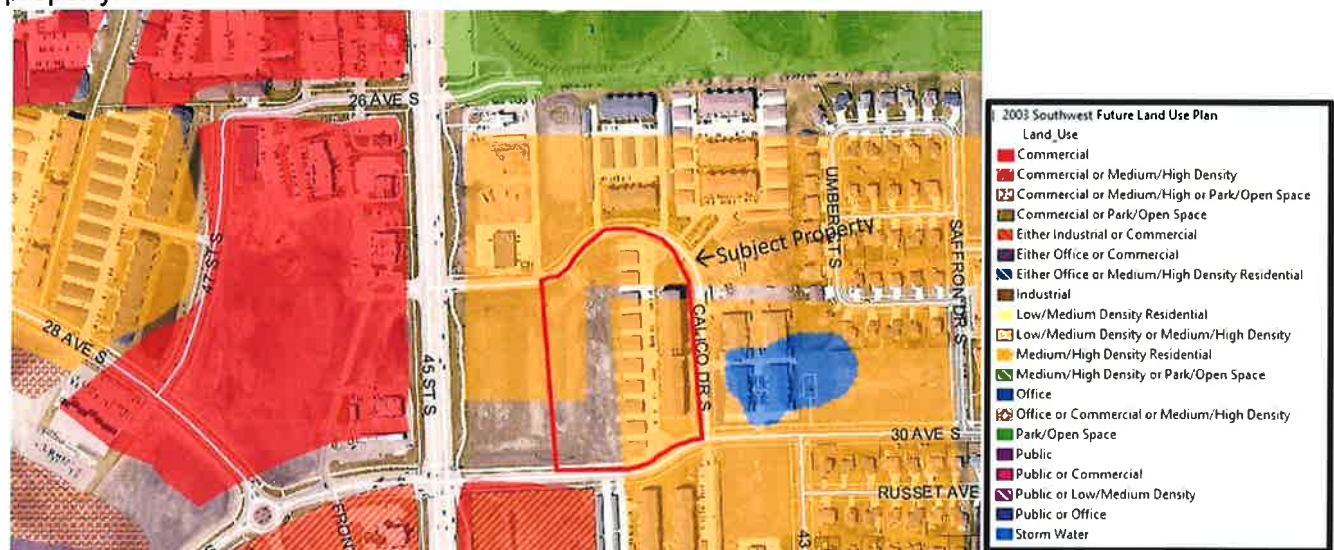 property
26 AVE S
47 ST S
28 AVE S
45 ST S
←Subject Property
UMBER CT S
SAFFRON DR S
CALICO DR S
30 AVE S
RUSSET AVE
43
2003 Southwest Future Land Use Plan
Land_Use
Commercial
Commercial or Medium/High Density
Commercial or Medium/High or Park/Open Space
Commercial or Park/Open Space
Either Industrial or Commercial
Either Office or Commercial
Either Office or Medium/High Density Residential
Industrial
Low/Medium Density Residential
Low/Medium Density or Medium/High Density
Medium/High Density Residential
Medium/High Density or Park/Open Space
Office
Office or Commercial or Medium/High Density
Park/Open Space
Public
Public or Commercial
Public or Low/Medium Density
Public or Office
Storm Water